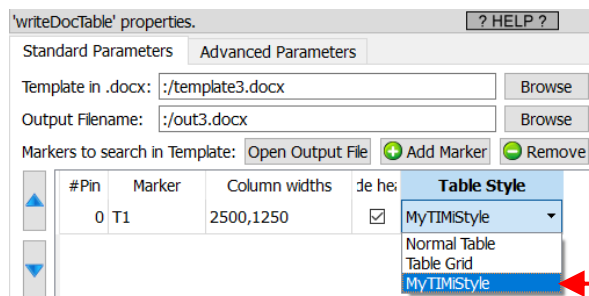 'writeDocTable' properties.
? HELP ?
Standard Parameters Advanced Parameters
Template in .docx: :/template3.docx Browse
Output Filename: :/out3.docx Browse
Markers to search in Template: Open Output File Add Marker Remove
#Pin Marker Column widths de hea Table Style
0 T1 2500,1250 MyTIMiStyle
Normal Table
Table Grid
MyTIMiStyle